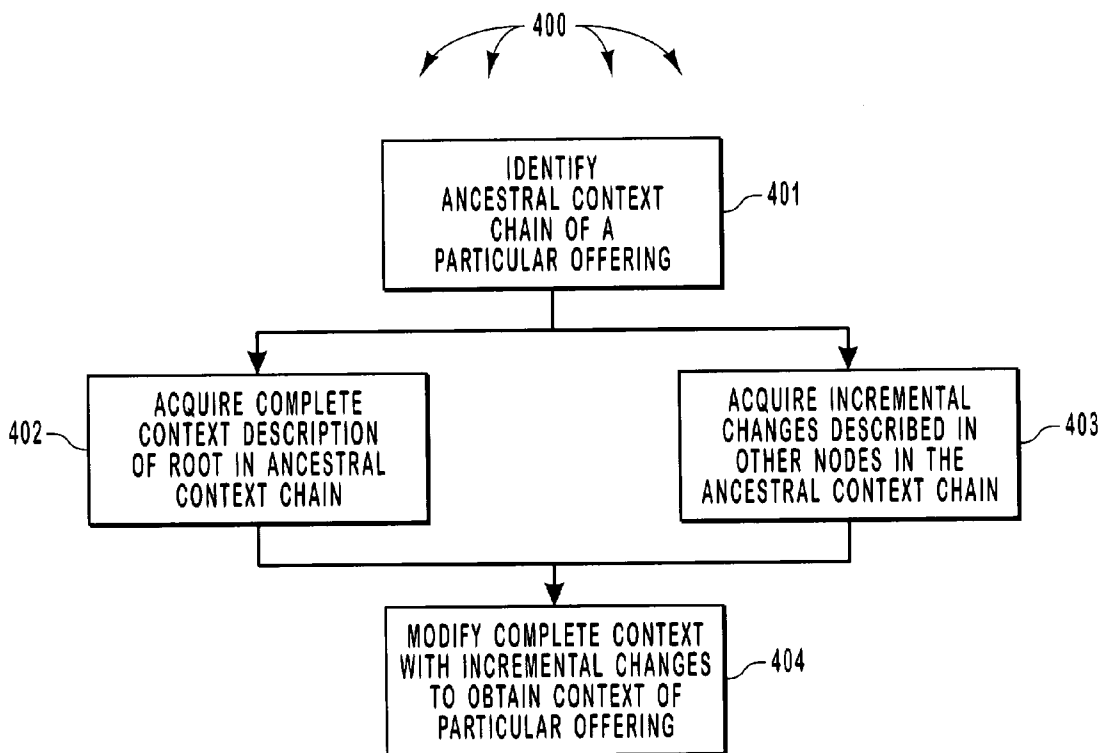 400
IDENTIFY
ANCESTRAL CONTEXT
CHAIN OF A
PARTICULAR OFFERING
401
ACQUIRE COMPLETE
CONTEXT DESCRIPTION
OF ROOT IN ANCESTRAL
CONTEXT CHAIN
402
ACQUIRE INCREMENTAL
CHANGES DESCRIBED IN
OTHER NODES IN THE
ANCESTRAL CONTEXT CHAIN
403
MODIFY COMPLETE CONTEXT
WITH INCREMENTAL CHANGES
TO OBTAIN CONTEXT OF
PARTICULAR OFFERING
404